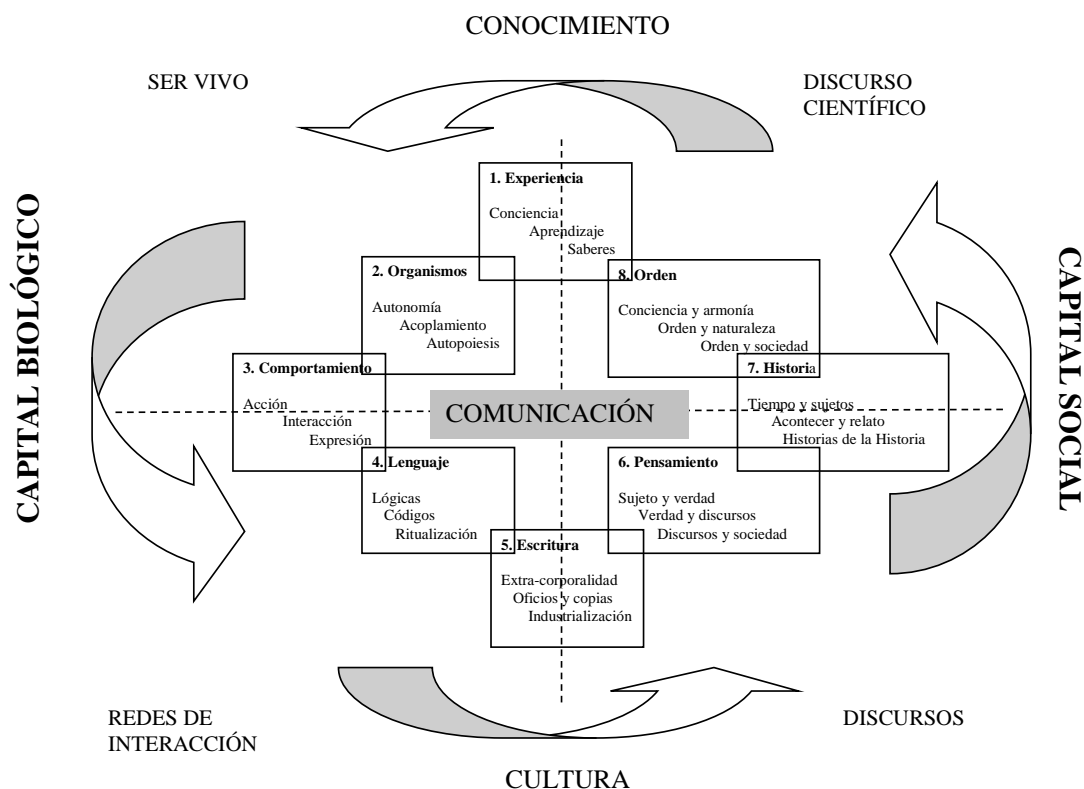 CONOCIMIENTO
SER VIVO
DISCURSO
CIENTÍFICO
CAPITAL BIOLÓGICO
CAPITAL SOCIAL
1. Experiencia
Conciencia
Aprendizaje
Saberes
2. Organismos
Autonomía
Acoplamiento
Autopoiesis
8. Orden
Conciencia y armonía
Orden y naturaleza
Orden y sociedad
3. Comportamiento
Acción
Interacción
Expresión
COMUNICACIÓN
7. Historia
Tiempo y sujetos
Acontecer y relato
Historias de la Historia
4. Lenguaje
Lógicas
Códigos
Ritualización
6. Pensamiento
Sujeto y verdad
Verdad y discursos
Discursos y sociedad
5. Escritura
Extra-corporalidad
Oficios y copias
Industrialización
REDES DE
INTERACCIÓN
DISCURSOS
CULTURA